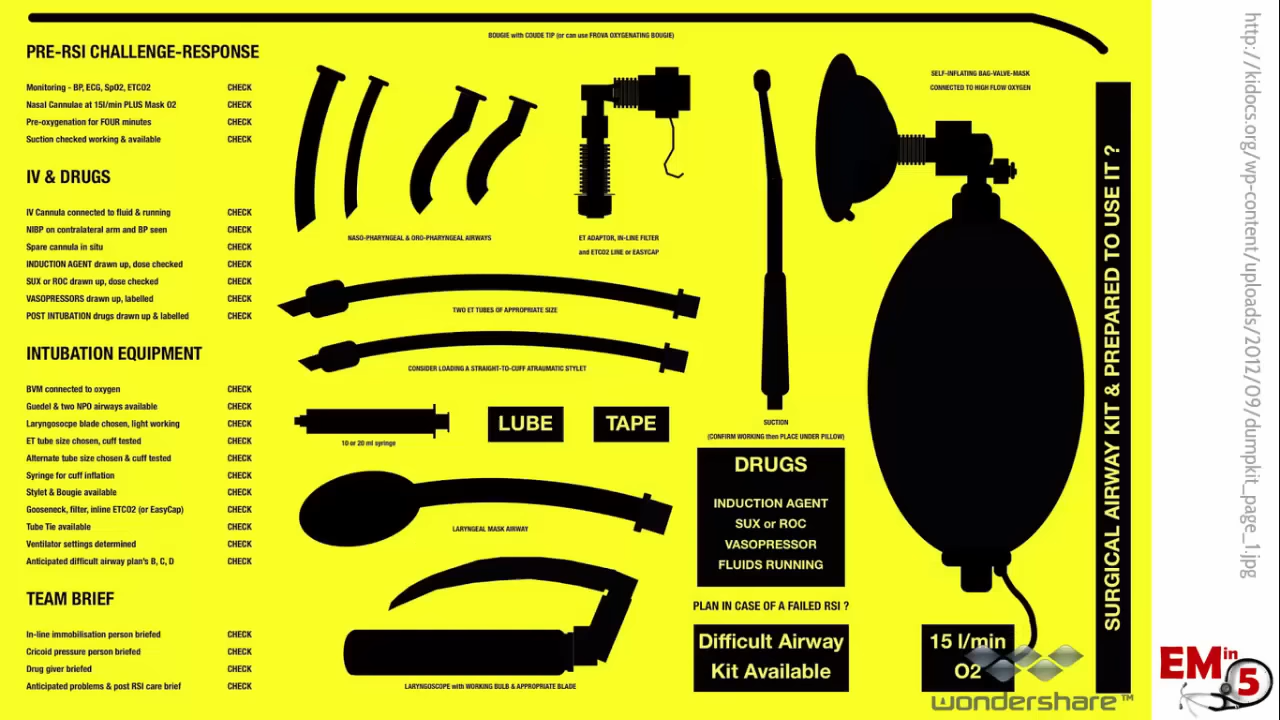 BOUGIE with COUDE TIP (or can use FROVA OXYGENATING BOUGIE)
PRE-RSI CHALLENGE-RESPONSE
Monitoring - BP, ECG, SpO2, ETCO2 CHECK
Nasal Cannulae at 15l/min PLUS Mask O2 CHECK
Pre-oxygenation for FOUR minutes CHECK
Suction checked working & available CHECK
IV & DRUGS
IV Cannula connected to fluid & running CHECK
NIBP on contralateral arm and BP seen CHECK
Spare cannula in situ CHECK
INDUCTION AGENT drawn up, dose checked CHECK
SUX or ROC drawn up, dose checked CHECK
VASOPRESSORS drawn up, labelled CHECK
POST INTUBATION drugs drawn up & labelled CHECK
INTUBATION EQUIPMENT
BVM connected to oxygen CHECK
Guedel & two NPO airways available CHECK
Laryngosocpe blade chosen, light working CHECK
ET tube size chosen, cuff tested CHECK
Alternate tube size chosen & cuff tested CHECK
Syringe for cuff inflation CHECK
Stylet & Bougie available CHECK
Gooseneck, filter, inline ETCO2 (or EasyCap) CHECK
Tube Tie available CHECK
Ventilator settings determined CHECK
Anticipated difficult airway plan's B, C, D CHECK
TEAM BRIEF
In-line immobilisation person briefed CHECK
Cricoid pressure person briefed CHECK
Drug giver briefed CHECK
Anticipated problems & post RSI care brief CHECK
NASO-PHARYNGEAL & ORO-PHARYNGEAL AIRWAYS
ET ADAPTOR, IN-LINE FILTER
and ETCO2 LINE or EASYCAP
TWO ET TUBES OF APPROPRIATE SIZE
CONSIDER LOADING A STRAIGHT-TO-CUFF ATRAUMATIC STYLET
10 or 20 ml syringe
LUBE
TAPE
LARYNGEAL MASK AIRWAY
LARYNGOSCOPE with WORKING BULB & APPROPRIATE BLADE
SUCTION
(CONFIRM WORKING then PLACE UNDER PILLOW)
DRUGS
INDUCTION AGENT
SUX or ROC
VASOPRESSOR
FLUIDS RUNNING
PLAN IN CASE OF A FAILED RSI ?
Difficult Airway
Kit Available
SELF-INFLATING BAG-VALVE-MASK
CONNECTED TO HIGH FLOW OXYGEN
15 l/min
O2
SURGICAL AIRWAY KIT & PREPARED TO USE IT ?
http://kidocs.org/wp-content/uploads/2012/09/dumpkit_page_1.jpg
EM in 5
wondershare™